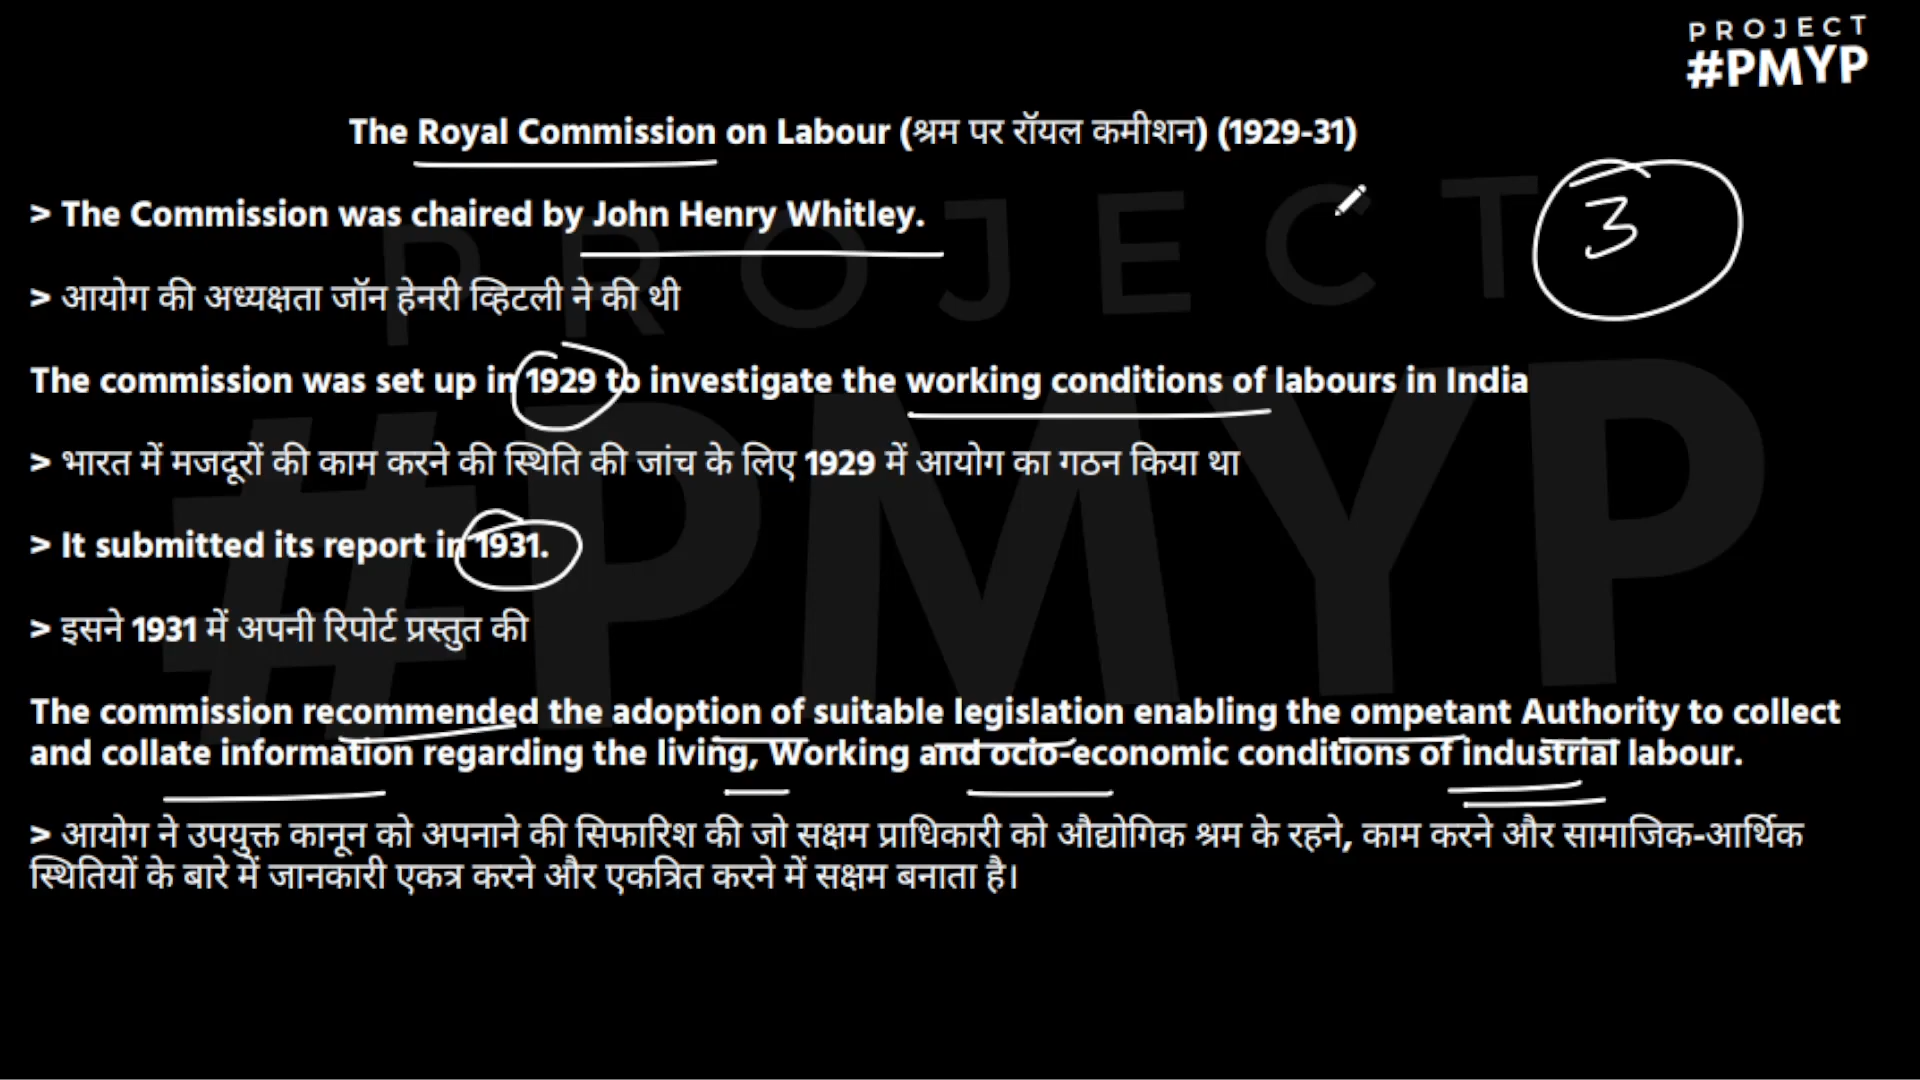 PROJECT
#PMYP
The Royal Commission on Labour (श्रम पर रॉयल कमीशन) (1929-31)
> The Commission was chaired by John Henry Whitley.
3
> आयोग की अध्यक्षता जॉन हेनरी व्हिटली ने की थी
The commission was set up in 1929 to investigate the working conditions of labours in India
> भारत में मजदूरों की काम करने की स्थिति की जांच के लिए 1929 में आयोग का गठन किया था
> It submitted its report in 1931.
> इसने 1931 में अपनी रिपोर्ट प्रस्तुत की
The commission recommended the adoption of suitable legislation enabling the ompetant Authority to collect
and collate information regarding the living, Working and ocio-economic conditions of industrial labour.
> आयोग ने उपयुक्त कानून को अपनाने की सिफारिश की जो सक्षम प्राधिकारी को औद्योगिक श्रम के रहने, काम करने और सामाजिक-आर्थिक
स्थितियों के बारे में जानकारी एकत्र करने और एकत्रित करने में सक्षम बनाता है।
PROJECT
#PMYP